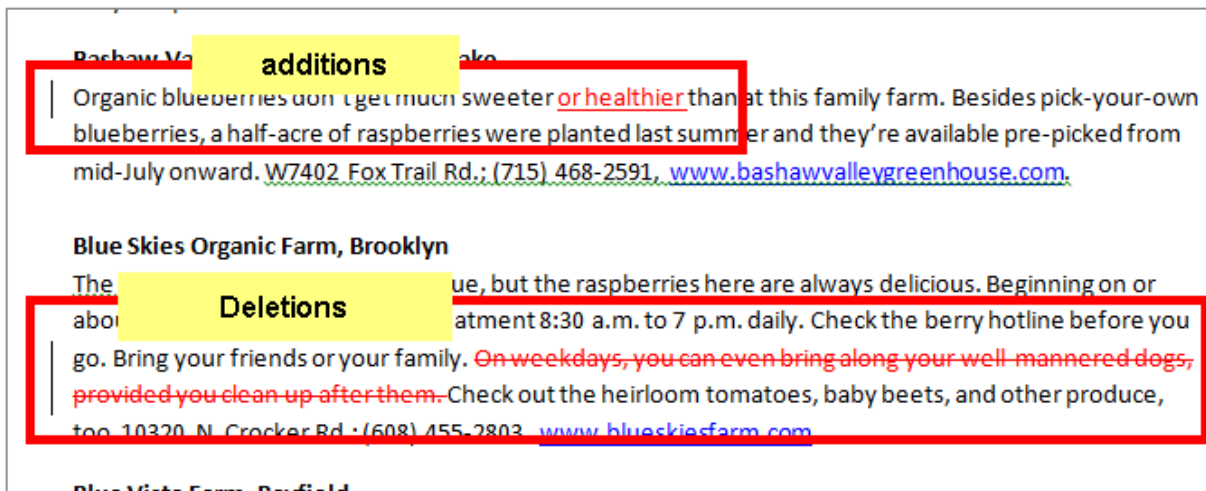 additions
Organic blueberries don't get much sweeter or healthier than at this family farm. Besides pick-your-own
blueberries, a half-acre of raspberries were planted last summer and they're available pre-picked from
mid-July onward. W7402 Fox Trail Rd.; (715) 468-2591, www.bashawvalleygreenhouse.com.
Blue Skies Organic Farm, Brooklyn
The but the raspberries here are always delicious. Beginning on or
Deletions
8:30 a.m. to 7 p.m. daily. Check the berry hotline before you
go. Bring your friends or your family. On weekdays, you can even bring along your well-mannered dogs,
provided you clean up after them. Check out the heirloom tomatoes, baby beets, and other produce,
too. 10320 N. Crocker Rd.; (608) 455-2803, www.blueskiesfarm.com
Blue Vista Farm, Bayfield